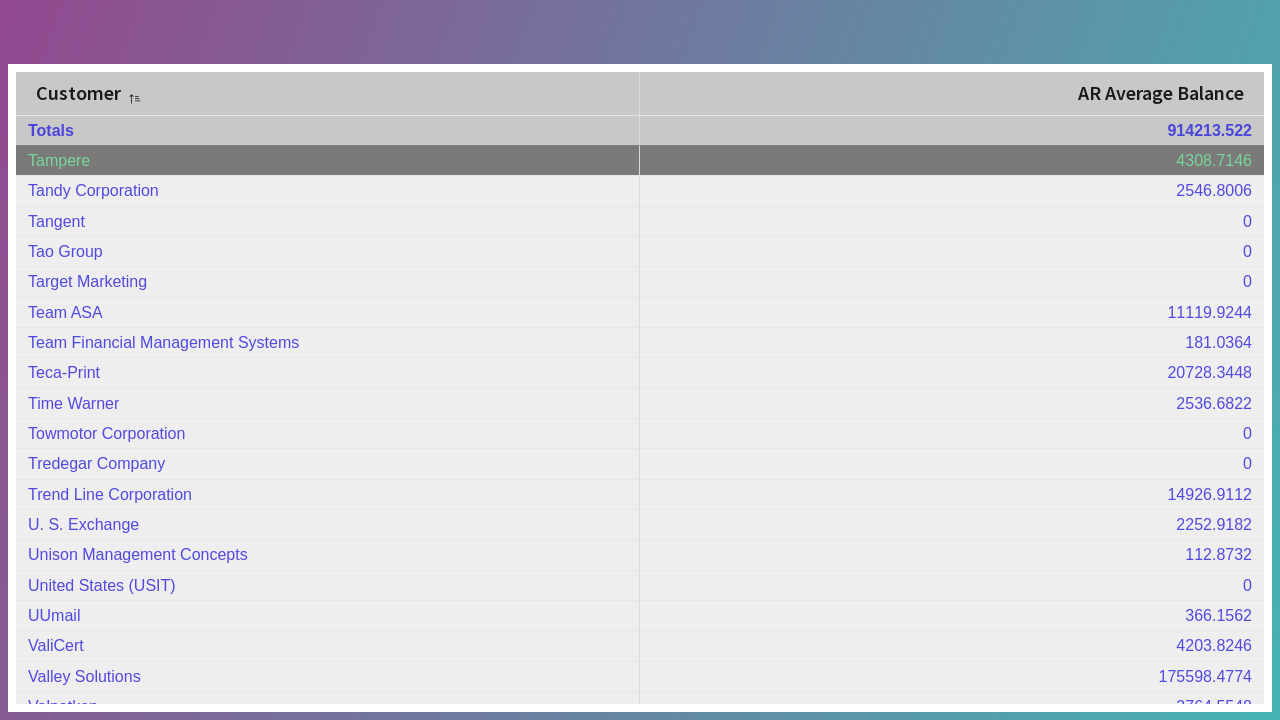 Customer AR Average Balance
Totals 914213.522
Tampere 4308.7146
Tandy Corporation 2546.8006
Tangent 0
Tao Group 0
Target Marketing 0
Team ASA 11119.9244
Team Financial Management Systems 181.0364
Teca-Print 20728.3448
Time Warner 2536.6822
Towmotor Corporation 0
Tredegar Company 0
Trend Line Corporation 14926.9112
U. S. Exchange 2252.9182
Unison Management Concepts 112.8732
United States (USIT) 0
UUmail 366.1562
ValiCert 4203.8246
Valley Solutions 175598.4774